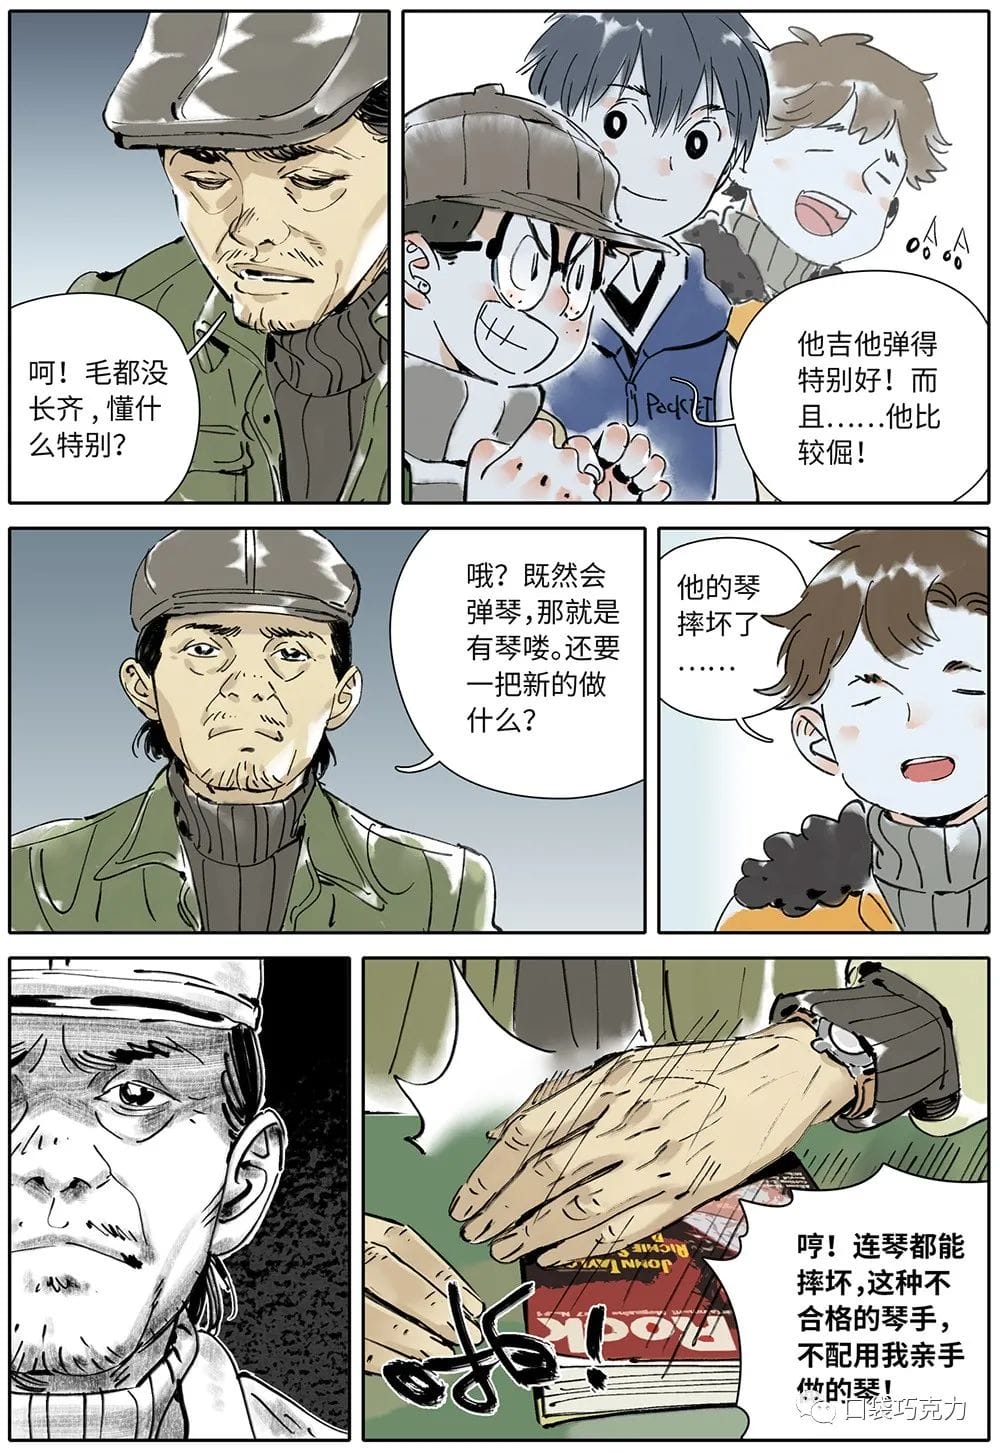 呵！毛都没
长齐，懂什
么特别？
他吉他弹得
特别好！而
且……他比
较倔！
POCKET
哦？既然会
弹琴，那就是
有琴喽。还要
一把新的做
什么？
他的琴
摔坏了
……
JOHN TAYLO
RICHIE S
Rock
啪！
哼！连琴都能
摔坏，这种不
合格的琴手，
不配用我亲手
做的琴！
口袋巧克力